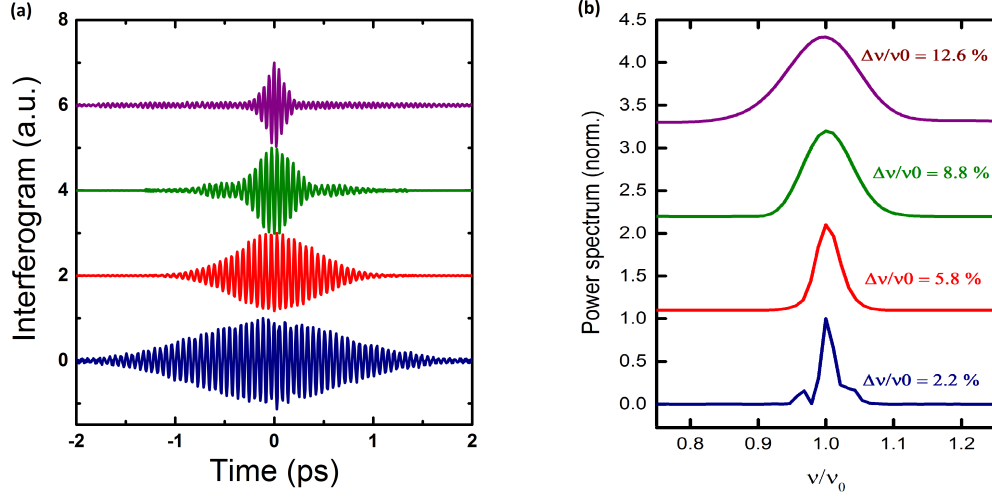 (a)
8
6
4
2
0
-2
-1
0
1
2
Interferogram (a.u.)
Time (ps)
(b)
4.5
4.0
3.5
3.0
2.5
2.0
1.5
1.0
0.5
0.0
0.8
0.9
1.0
1.1
1.2
Power spectrum (norm.)
Δν/ν0 = 12.6 %
Δν/ν0 = 8.8 %
Δν/ν0 = 5.8 %
Δν/ν0 = 2.2 %
ν/ν₀